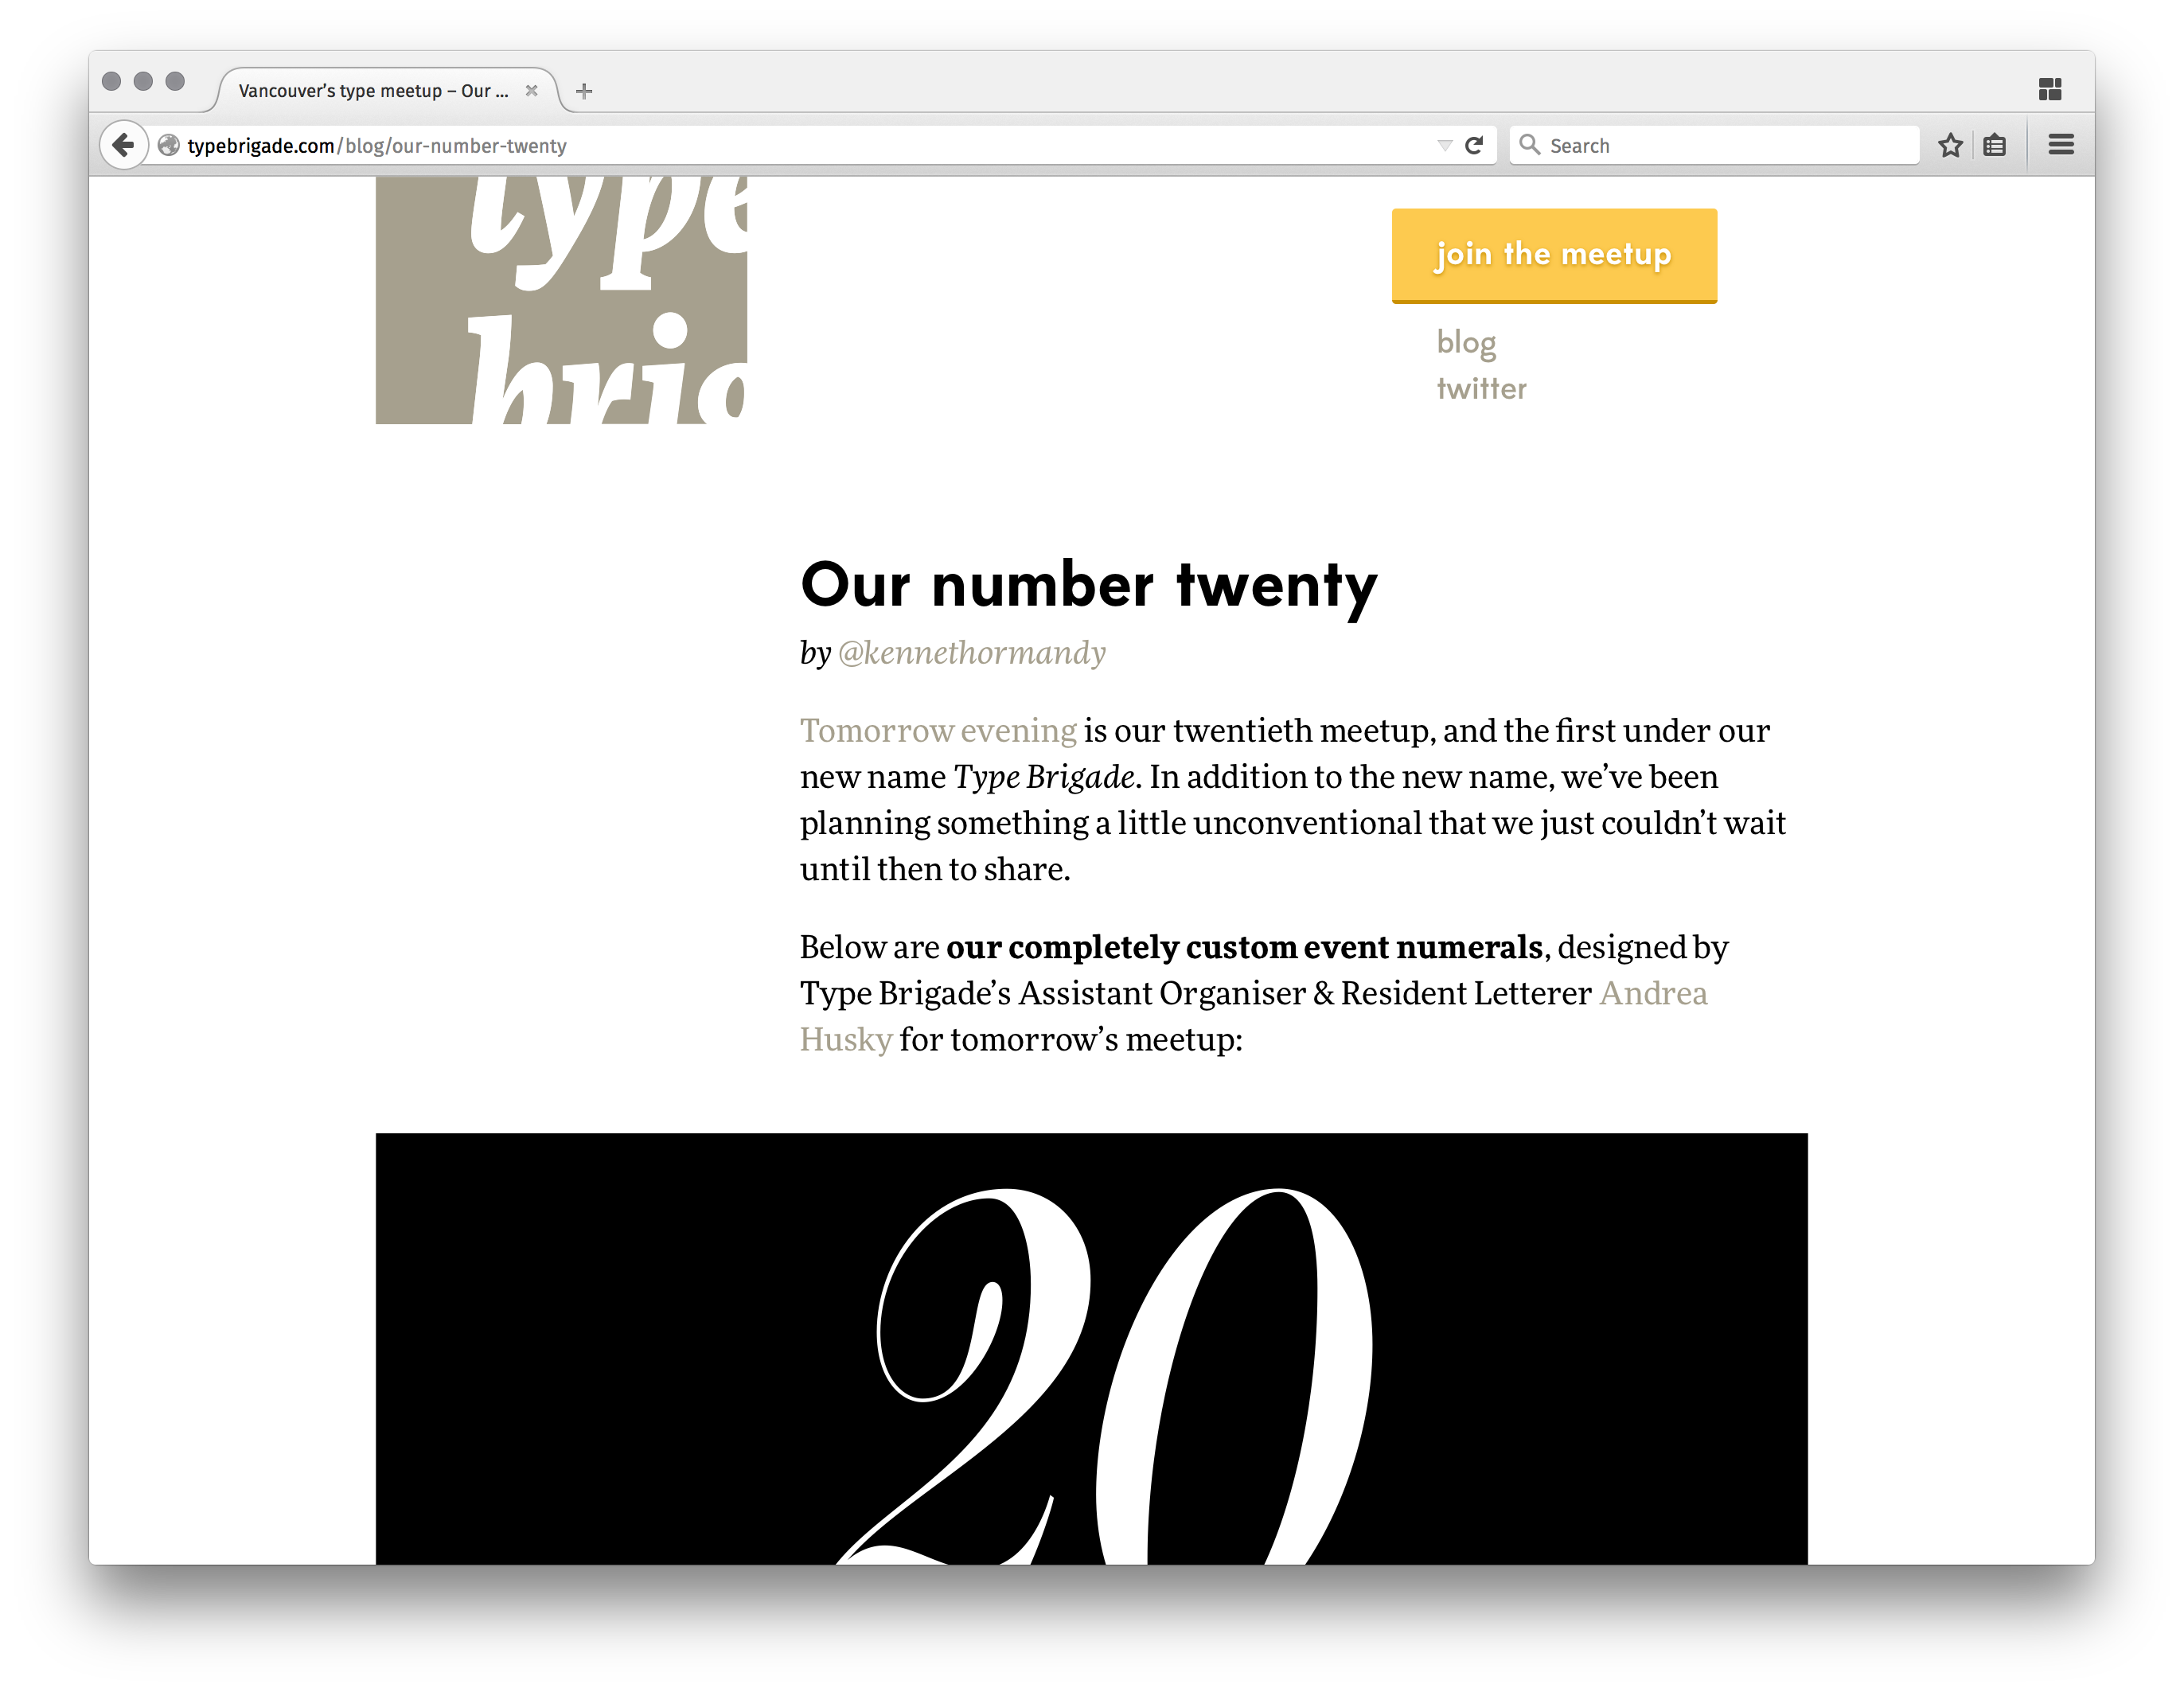 Vancouver’s type meetup – Our ...
typebrigade.com/blog/our-number-twenty
Search
type
brig
join the meetup
blog
twitter
Our number twenty
by @kennethormandy
Tomorrow evening is our twentieth meetup, and the first under our
new name Type Brigade. In addition to the new name, we’ve been
planning something a little unconventional that we just couldn’t wait
until then to share.
Below are our completely custom event numerals, designed by
Type Brigade’s Assistant Organiser & Resident Letterer Andrea
Husky for tomorrow’s meetup:
20